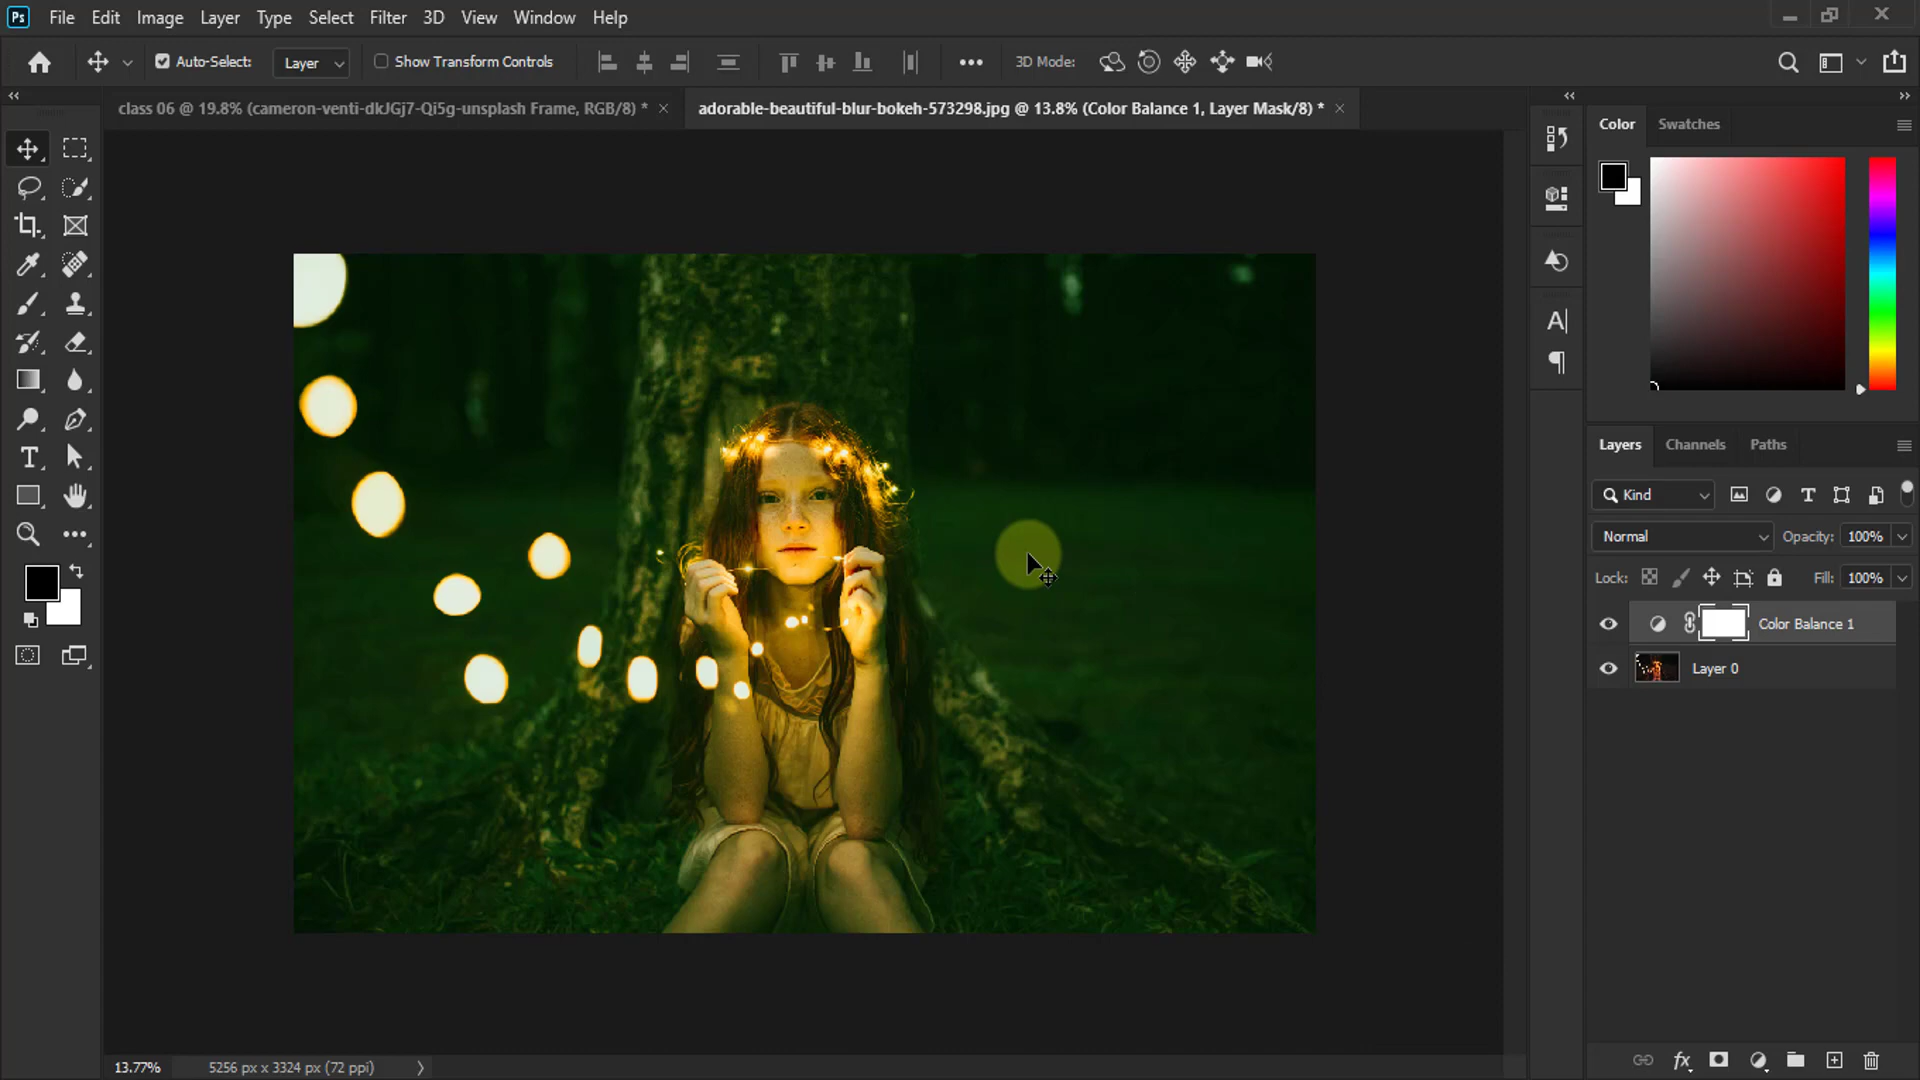 Ps File Edit Image Layer Type Select Filter 3D View Window Help
Auto-Select: Layer Show Transform Controls 3D Mode:
class 06 @ 19.8% (cameron-venti-dkJGj7-Qi5g-unsplash Frame, RGB/8) * adorable-beautiful-blur-bokeh-573298.jpg @ 13.8% (Color Balance 1, Layer Mask/8) *
Color Swatches
Layers Channels Paths
Kind
Normal Opacity: 100%
Lock: Fill: 100%
Color Balance 1
Layer 0
13.77% 5256 px x 3324 px (72 ppi)